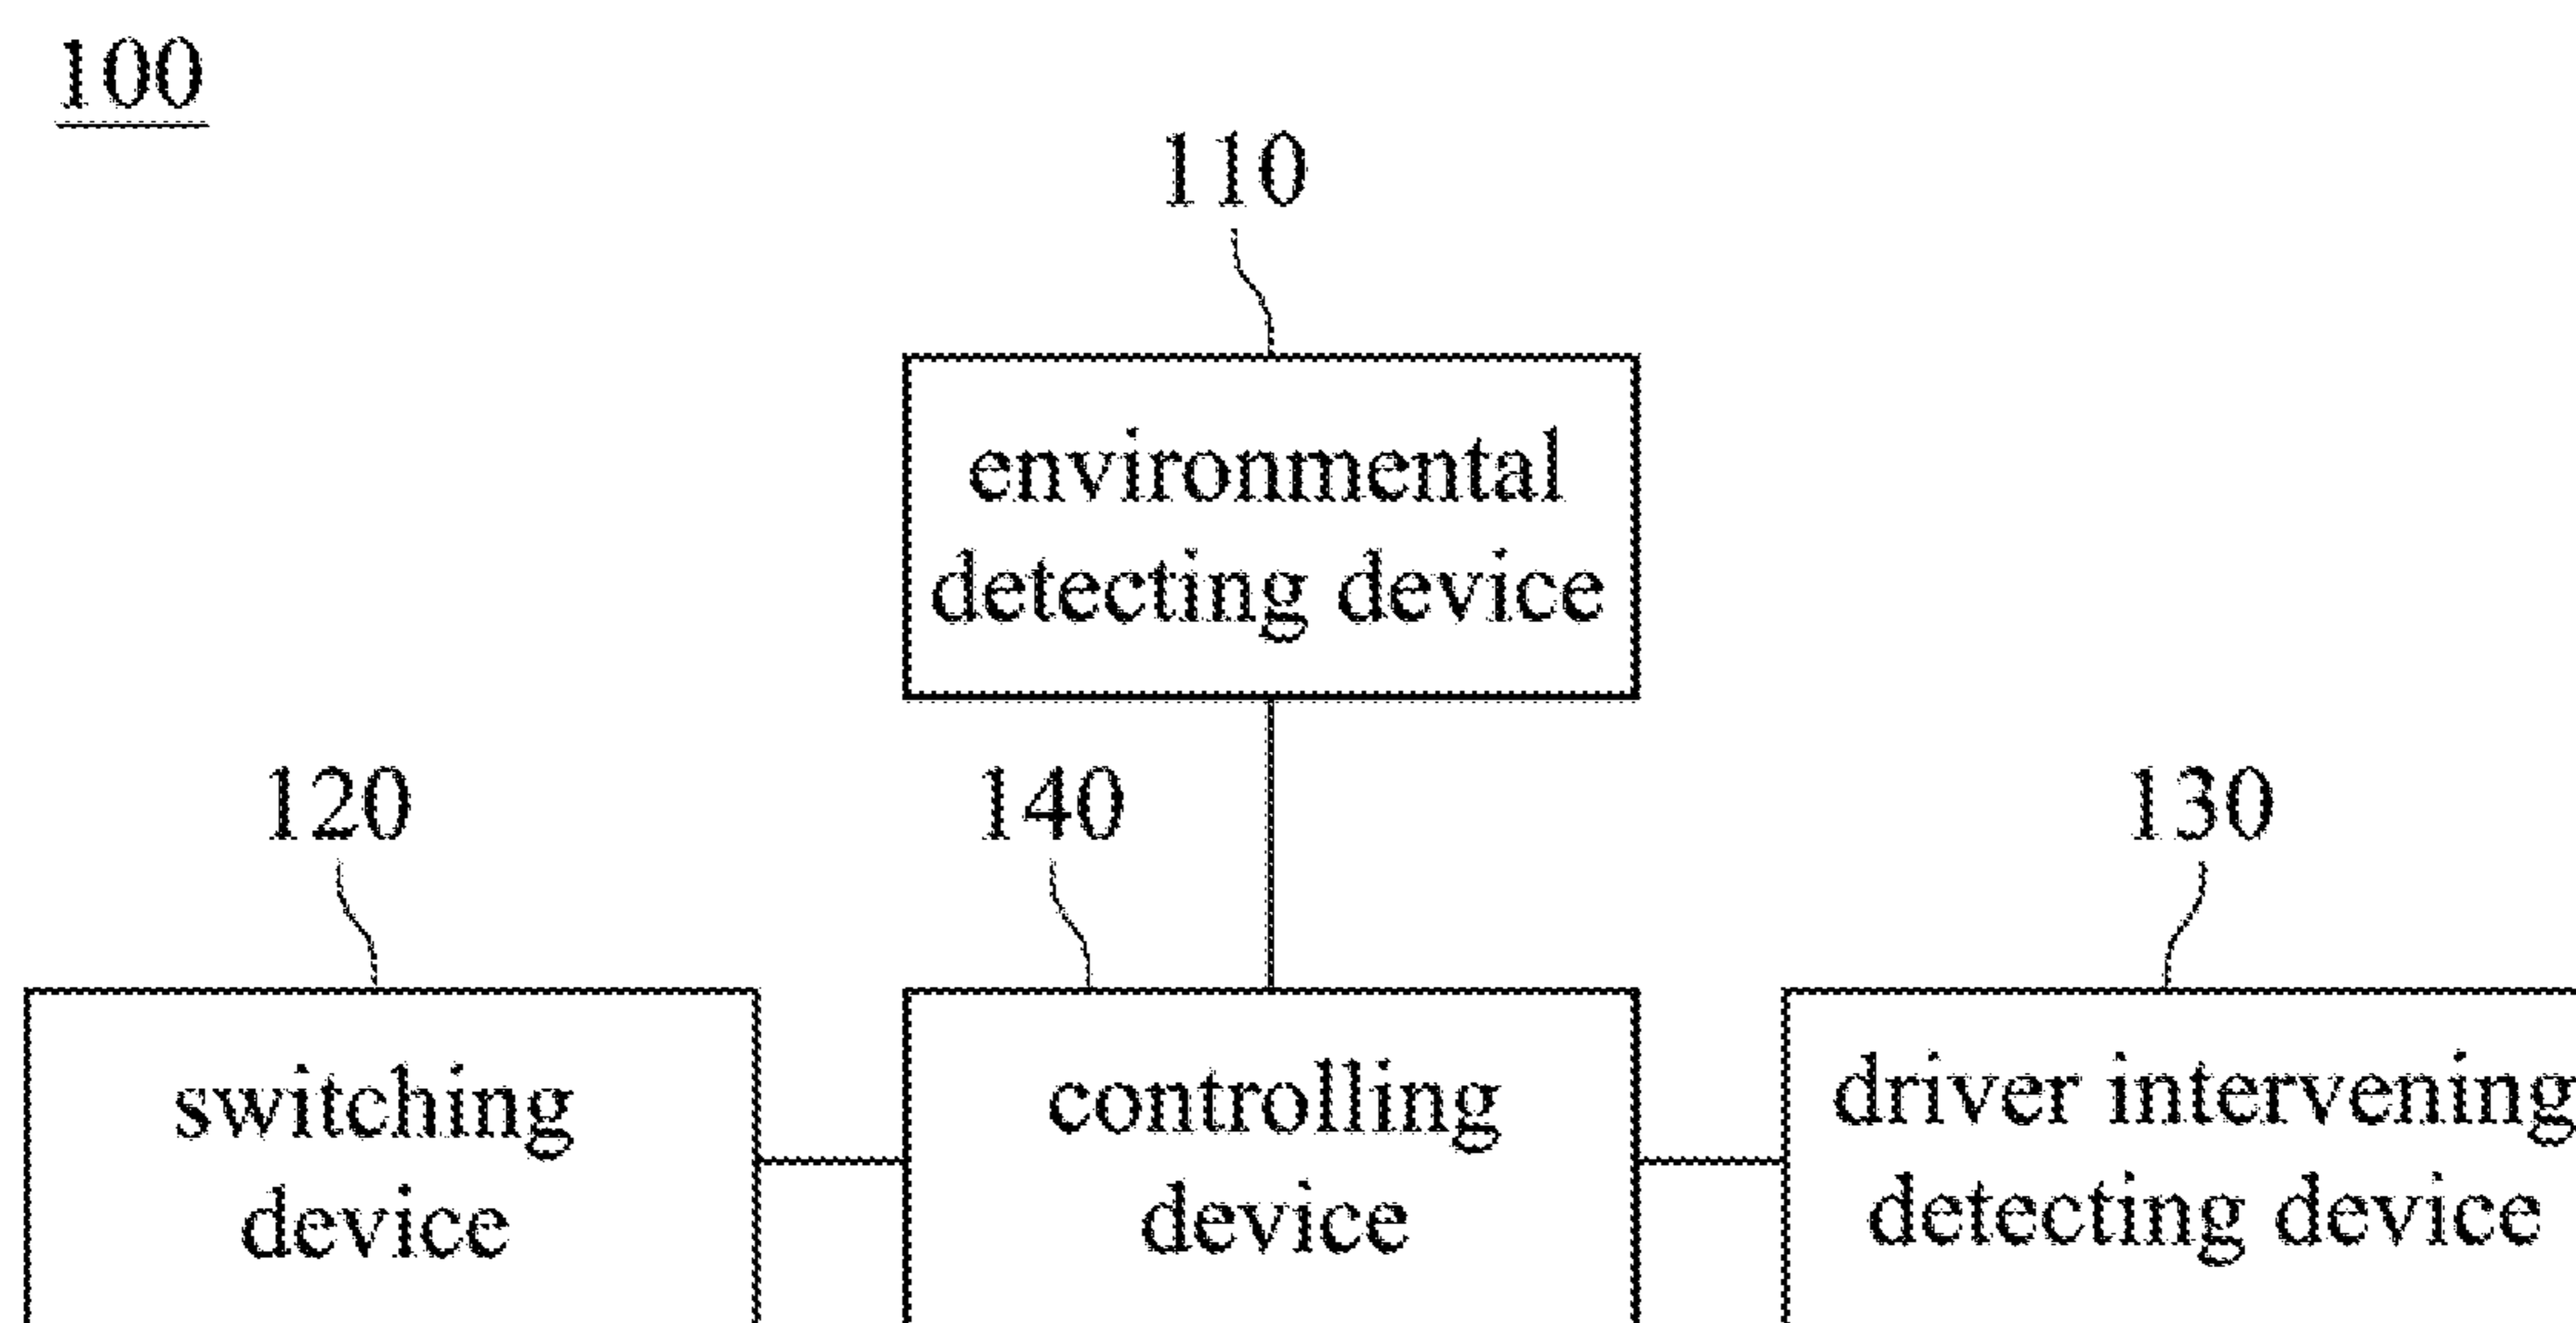 100
110
environmental
detecting device
120
140
130
switching
device
controlling
device
driver intervening
detecting device